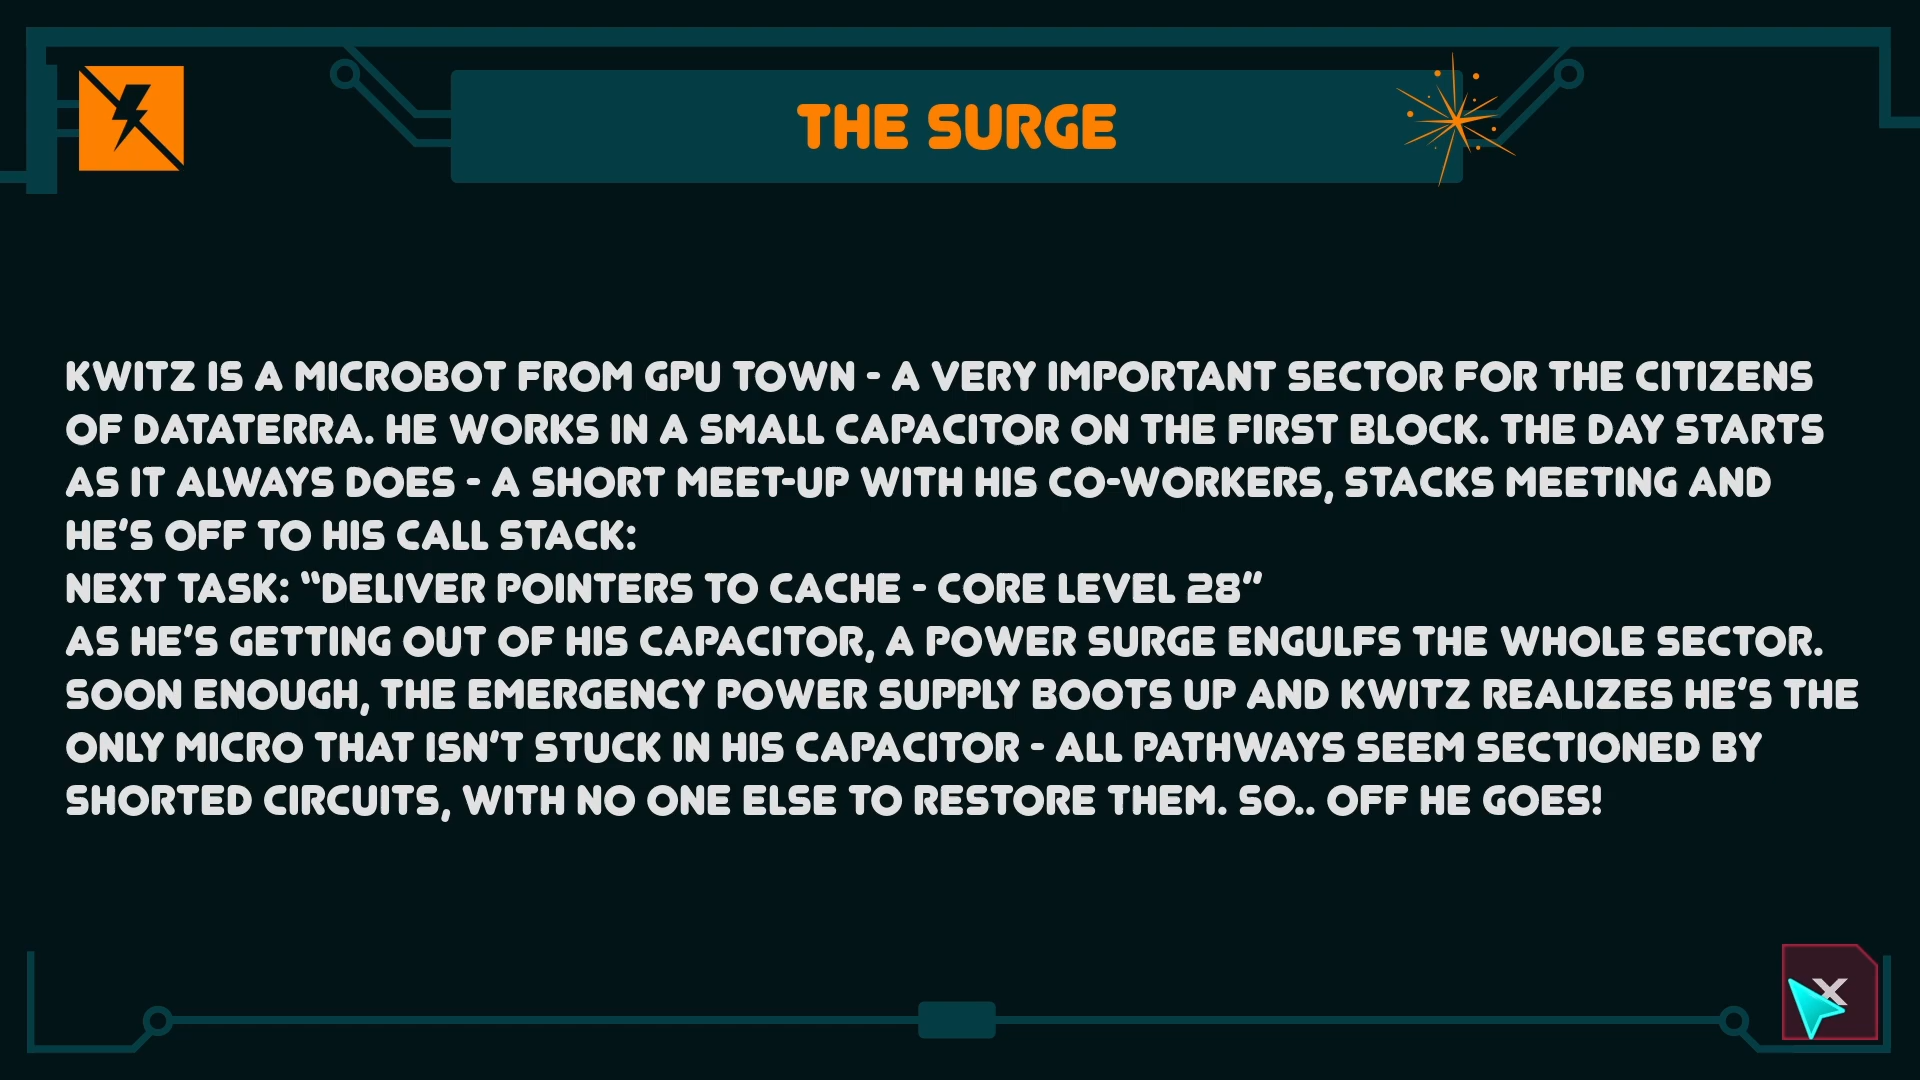 THE SURGE
KWITZ IS A MICROBOT FROM GPU TOWN - A VERY IMPORTANT SECTOR FOR THE CITIZENS
OF DATATERRA. HE WORKS IN A SMALL CAPACITOR ON THE FIRST BLOCK. THE DAY STARTS
AS IT ALWAYS DOES - A SHORT MEET-UP WITH HIS CO-WORKERS, STACKS MEETING AND
HE'S OFF TO HIS CALL STACK:
NEXT TASK: “DELIVER POINTERS TO CACHE - CORE LEVEL 28”
AS HE'S GETTING OUT OF HIS CAPACITOR, A POWER SURGE ENGULFS THE WHOLE SECTOR.
SOON ENOUGH, THE EMERGENCY POWER SUPPLY BOOTS UP AND KWITZ REALIZES HE'S THE
ONLY MICRO THAT ISN'T STUCK IN HIS CAPACITOR - ALL PATHWAYS SEEM SECTIONED BY
SHORTED CIRCUITS, WITH NO ONE ELSE TO RESTORE THEM. SO.. OFF HE GOES!
X